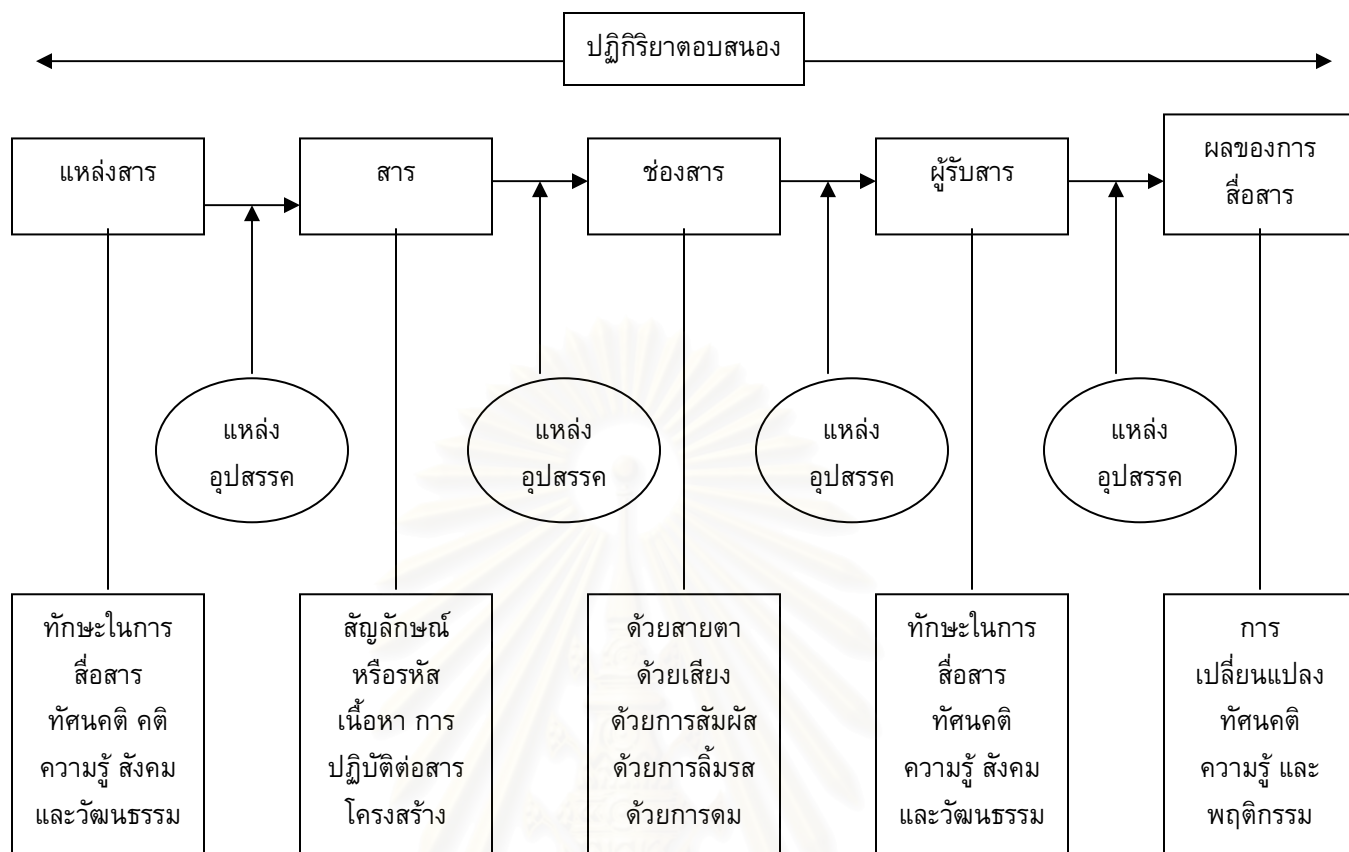 ปฏิกิริยาตอบสนอง
แหล่งสาร
สาร
ช่องสาร
ผู้รับสาร
ผลของการ
สื่อสาร
แหล่ง
อุปสรรค
แหล่ง
อุปสรรค
แหล่ง
อุปสรรค
แหล่ง
อุปสรรค
ทักษะในการ
สื่อสาร
ทัศนคติ คติ
ความรู้ สังคม
และวัฒนธรรม
สัญลักษณ์
หรือรหัส
เนื้อหา การ
ปฏิบัติต่อสาร
โครงสร้าง
ด้วยสายตา
ด้วยเสียง
ด้วยการสัมผัส
ด้วยการลิ้มรส
ด้วยการดม
ทักษะในการ
สื่อสาร
ทัศนคติ
ความรู้ สังคม
และวัฒนธรรม
การ
เปลี่ยนแปลง
ทัศนคติ
ความรู้ และ
พฤติกรรม